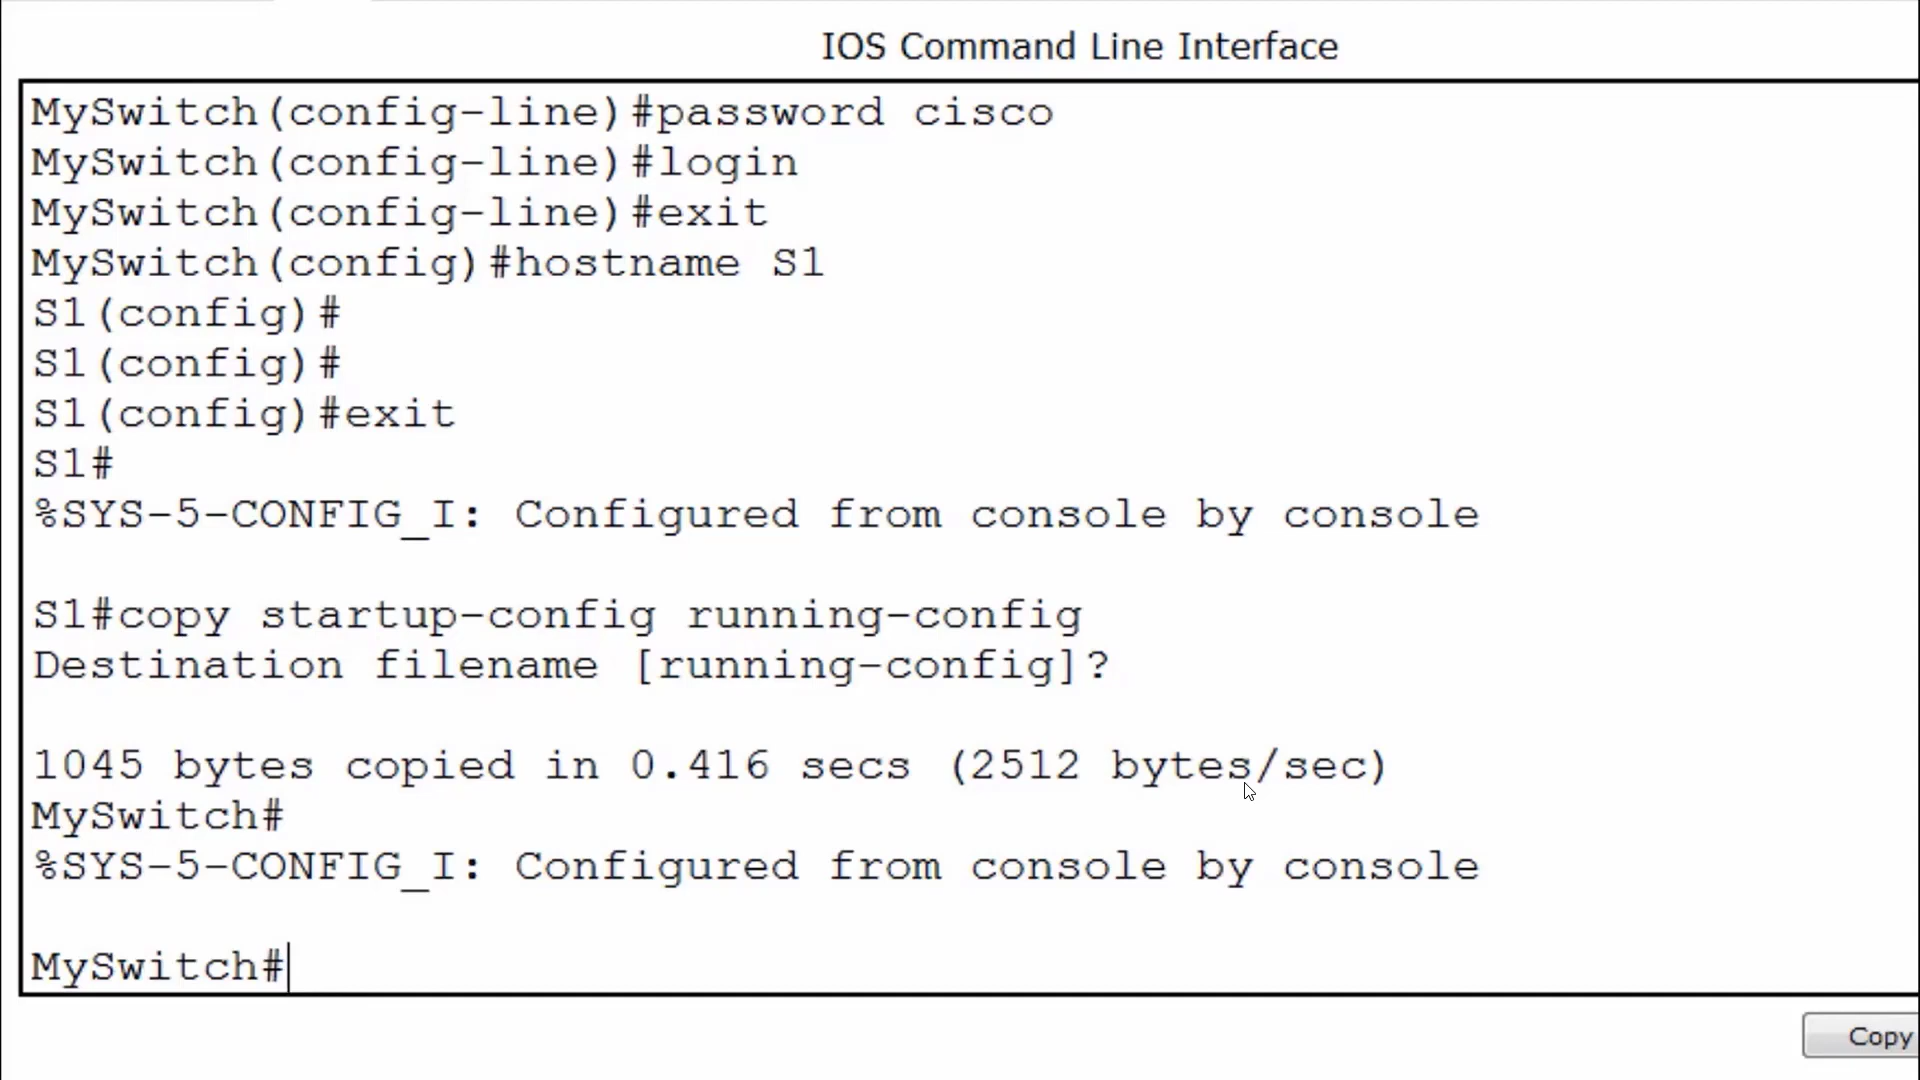 IOS Command Line Interface
MySwitch(config-line)#password cisco
MySwitch(config-line)#login
MySwitch(config-line)#exit
MySwitch(config)#hostname S1
S1(config)#
S1(config)#
S1(config)#exit
S1#
%SYS-5-CONFIG_I: Configured from console by console
S1#copy startup-config running-config
Destination filename [running-config]?
1045 bytes copied in 0.416 secs (2512 bytes/sec)
MySwitch#
%SYS-5-CONFIG_I: Configured from console by console
MySwitch#
Copy